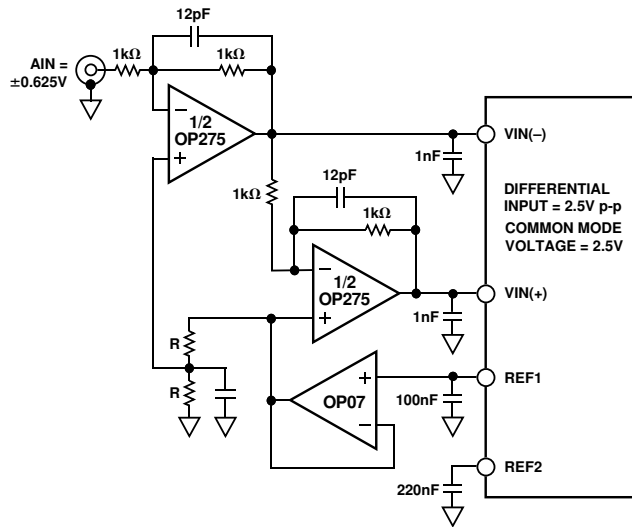 12pF
AIN =
±0.625V
1kΩ
1kΩ
−
1/2
OP275
+
VIN(−)
1nF
1kΩ
12pF
1kΩ
DIFFERENTIAL
INPUT = 2.5V p-p
COMMON MODE
VOLTAGE = 2.5V
−
1/2
OP275
+
VIN(+)
1nF
R
R
+
OP07
−
REF1
100nF
REF2
220nF